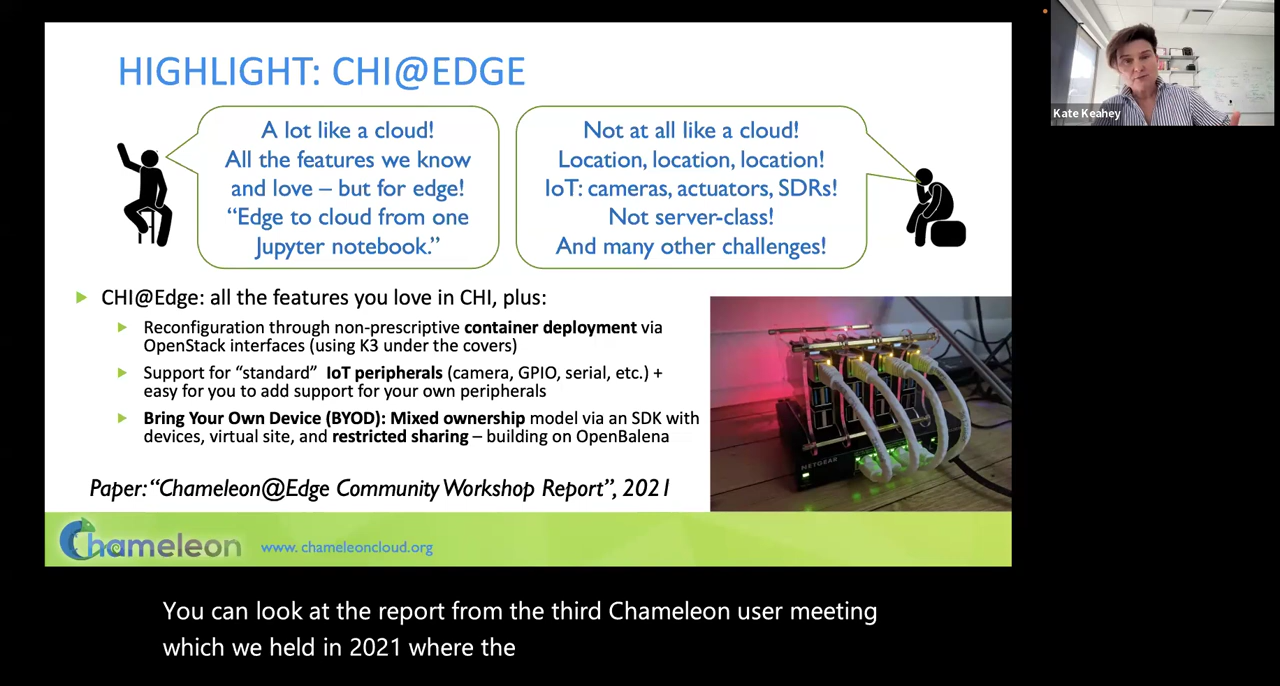 HIGHLIGHT: CHI@EDGE
A lot like a cloud!
All the features we know
and love – but for edge!
“Edge to cloud from one
Jupyter notebook.”
Not at all like a cloud!
Location, location, location!
IoT: cameras, actuators, SDRs!
Not server-class!
And many other challenges!
CHI@Edge: all the features you love in CHI, plus:
Reconfiguration through non-prescriptive container deployment via
OpenStack interfaces (using K3 under the covers)
Support for “standard” IoT peripherals (camera, GPIO, serial, etc.) +
easy for you to add support for your own peripherals
Bring Your Own Device (BYOD): Mixed ownership model via an SDK with
devices, virtual site, and restricted sharing – building on OpenBalena
Paper: “Chameleon@Edge Community Workshop Report”, 2021
NETGEAR
Chameleon
www. chameleoncloud.org
Kate Keahey
You can look at the report from the third Chameleon user meeting
which we held in 2021 where the